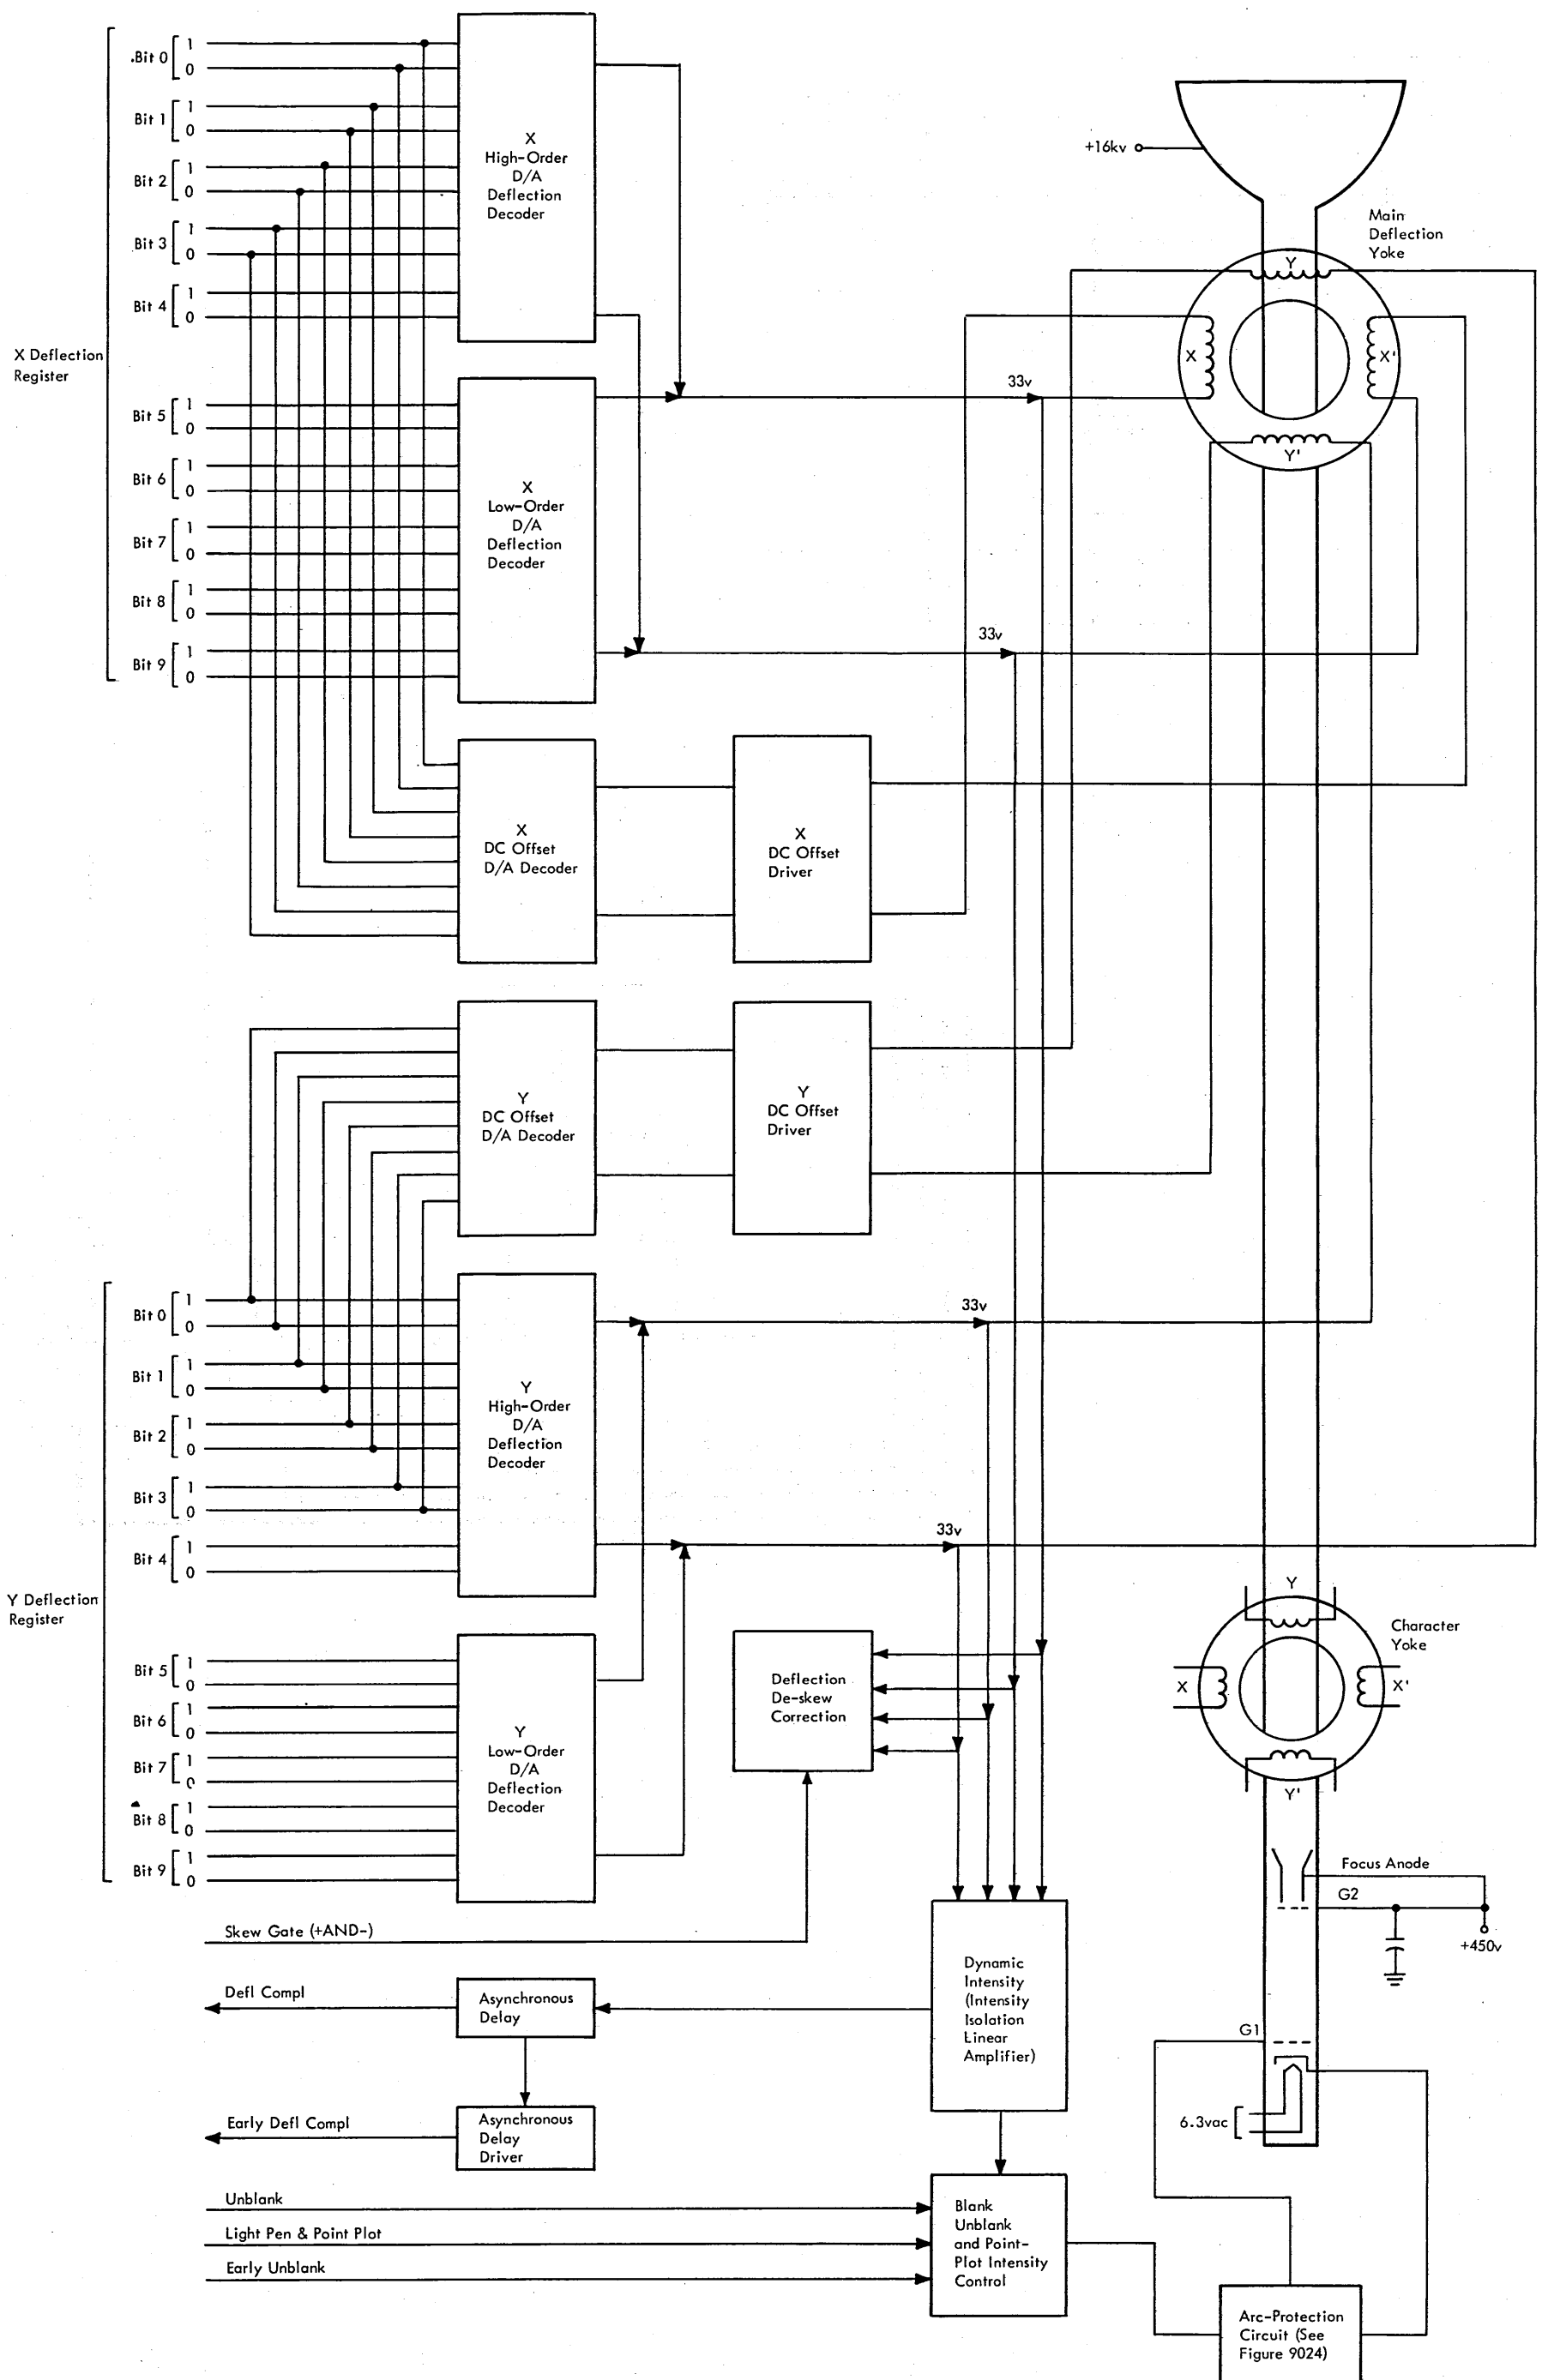 X Deflection
Register
.Bit 0
1
0
Bit 1
1
0
Bit 2
1
0
Bit 3
1
0
Bit 4
1
0
Bit 5
1
0
Bit 6
1
0
Bit 7
1
0
Bit 8
1
0
Bit 9
1
0
X
High-Order
D/A
Deflection
Decoder
X
Low-Order
D/A
Deflection
Decoder
X
DC Offset
D/A Decoder
X
DC Offset
Driver
33v
33v
+16kv
Main
Deflection
Yoke
Y
X
X'
Y'
Y
DC Offset
D/A Decoder
Y
DC Offset
Driver
Y Deflection
Register
Bit 0
1
0
Bit 1
1
0
Bit 2
1
0
Bit 3
1
0
Bit 4
1
0
Bit 5
1
0
Bit 6
1
0
Bit 7
1
0
Bit 8
1
0
Bit 9
1
0
Y
High-Order
D/A
Deflection
Decoder
Y
Low-Order
D/A
Deflection
Decoder
33v
33v
Deflection
De-skew
Correction
Y
Character
Yoke
X
X'
Y'
Focus Anode
G2
+450v
Skew Gate (+AND-)
Defl Compl
Asynchronous
Delay
Early Defl Compl
Asynchronous
Delay
Driver
Dynamic
Intensity
(Intensity
Isolation
Linear
Amplifier)
G1
6.3vac
Unblank
Light Pen & Point Plot
Early Unblank
Blank
Unblank
and Point-
Plot Intensity
Control
Arc-Protection
Circuit (See
Figure 9024)